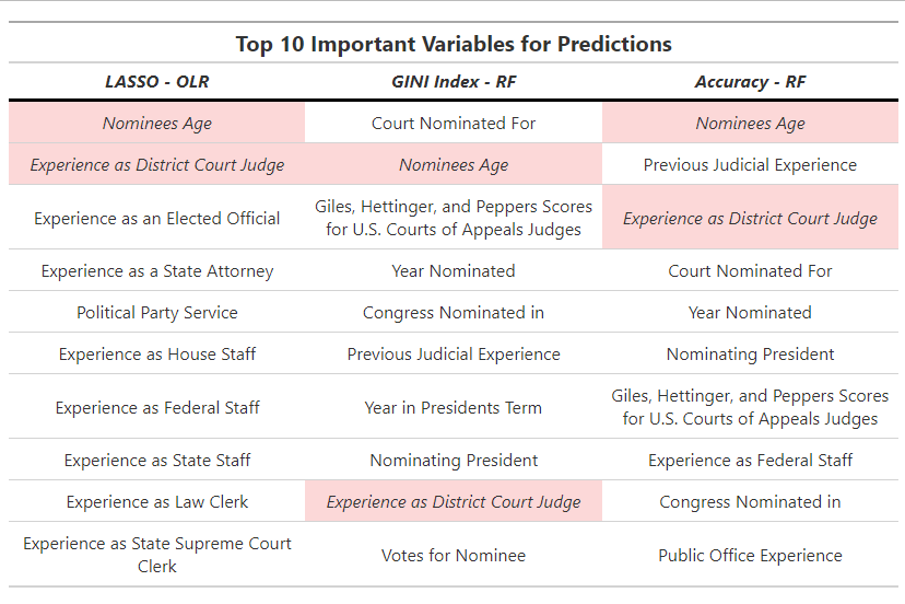 Top 10 Important Variables for Predictions
LASSO - OLR GINI Index - RF Accuracy - RF
Nominees Age Court Nominated For Nominees Age
Experience as District Court Judge Nominees Age Previous Judicial Experience
Experience as an Elected Official Giles, Hettinger, and Peppers Scores
for U.S. Courts of Appeals Judges Experience as District Court Judge
Experience as a State Attorney Year Nominated Court Nominated For
Political Party Service Congress Nominated in Year Nominated
Experience as House Staff Previous Judicial Experience Nominating President
Experience as Federal Staff Year in Presidents Term Giles, Hettinger, and Peppers Scores
for U.S. Courts of Appeals Judges
Experience as State Staff Nominating President Experience as Federal Staff
Experience as Law Clerk Experience as District Court Judge Congress Nominated in
Experience as State Supreme Court
Clerk Votes for Nominee Public Office Experience